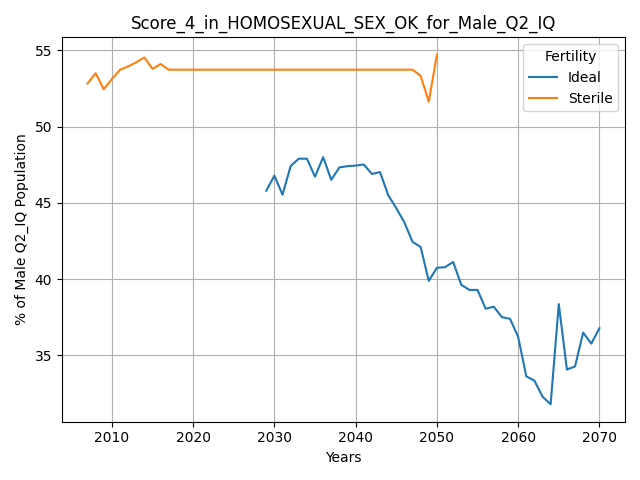 Score_4_in_HOMOSEXUAL_SEX_OK_for_Male_Q2_IQ
Fertility
Ideal
Sterile
% of Male Q2_IQ Population
55
50
45
40
35
2010 2020 2030 2040 2050 2060 2070
Years